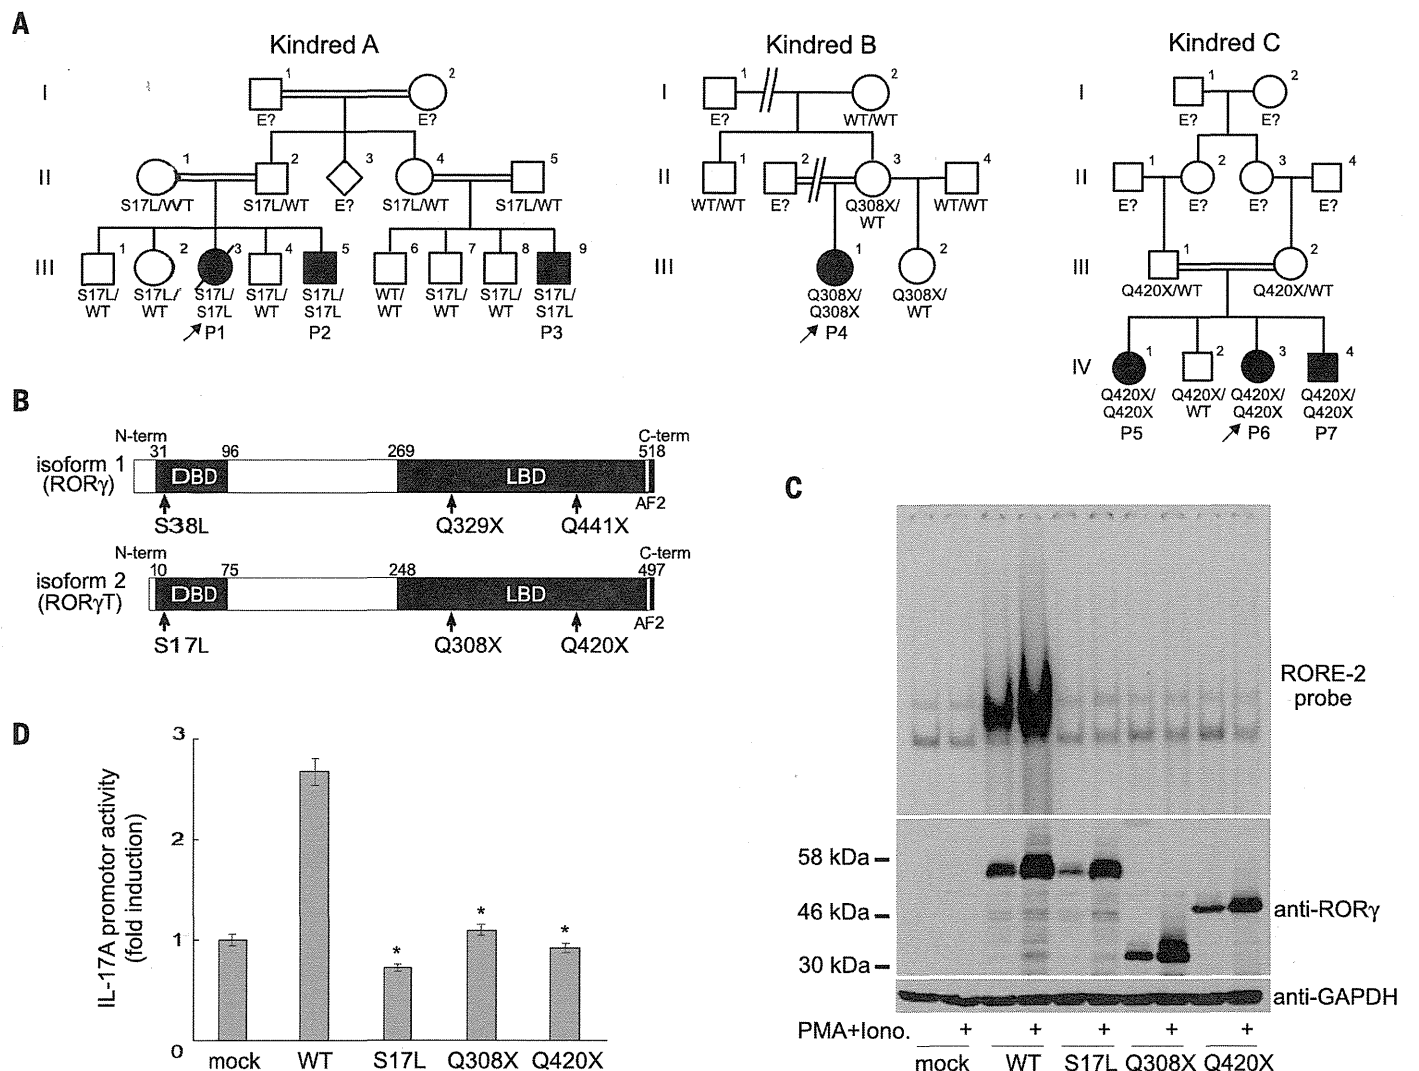 A
Kindred A
I
1
2
E?
E?
II
1
2
3
4
5
S17L/WT
S17L/WT
E?
S17L/WT
S17L/WT
III
1
2
3
4
5
6
7
8
9
S17L/
WT
S17L/
WT
S17L/
S17L
S17L/
WT
S17L/
S17L
WT/
WT
S17L/
WT
S17L/
WT
S17L/
S17L
P1
P2
P3
Kindred B
I
1
2
E?
WT/WT
II
1
2
3
4
WT/WT
E?
Q308X/
WT
WT/WT
III
1
2
Q308X/
Q308X
Q308X/
WT
P4
Kindred C
I
1
2
E?
E?
II
1
2
3
4
E?
E?
E?
E?
III
1
2
Q420X/WT
Q420X/WT
IV
1
2
3
4
Q420X/
Q420X
Q420X/
WT
Q420X/
Q420X
Q420X/
Q420X
P5
P6
P7
B
N-term
C-term
31
96
269
518
isoform 1
(RORγ)
DBD
LBD
AF2
S38L
Q329X
Q441X
N-term
C-term
10
75
248
497
isoform 2
(RORγT)
DBD
LBD
AF2
S17L
Q308X
Q420X
C
RORE-2
probe
58 kDa
46 kDa
30 kDa
anti-RORγ
anti-GAPDH
PMA+Iono.
+
+
+
+
+
mock
WT
S17L
Q308X
Q420X
D
IL-17A promotor activity
(fold induction)
3
2
1
0
*
*
*
mock
WT
S17L
Q308X
Q420X